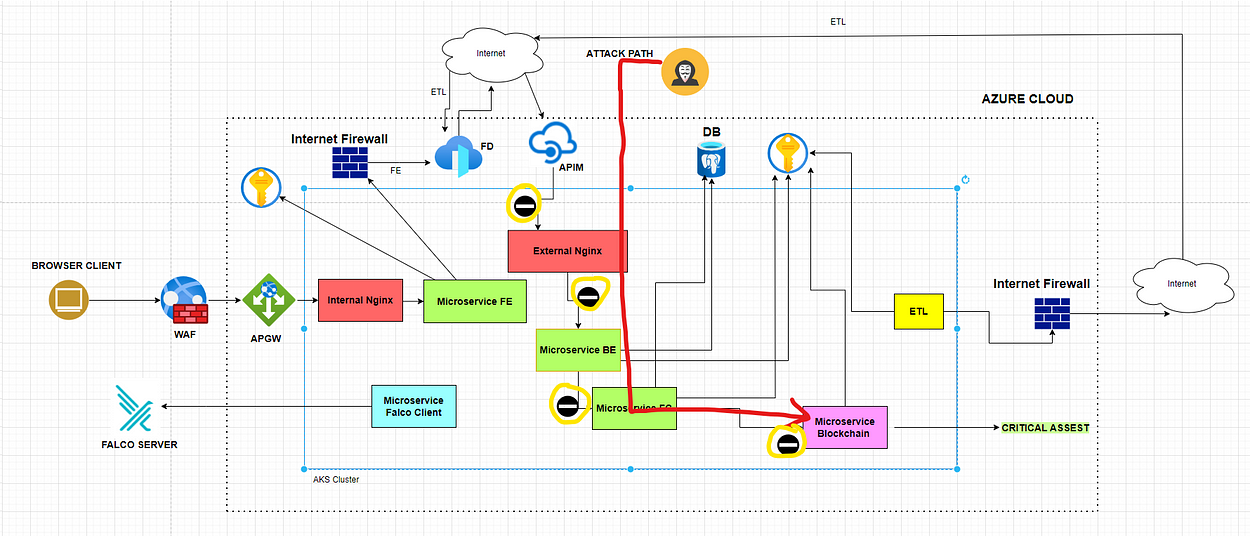 ETL
Internet
ATTACK PATH
ETL
AZURE CLOUD
Internet Firewall
FD
DB
FE
APIM
External Nginx
BROWSER CLIENT
Internal Nginx
Microservice FE
WAF
APGW
Internet Firewall
Internet
ETL
Microservice BE
Microservice
Falco Client
Microservice
Microservice
Blockchain
CRITICAL ASSEST
FALCO SERVER
AKS Cluster